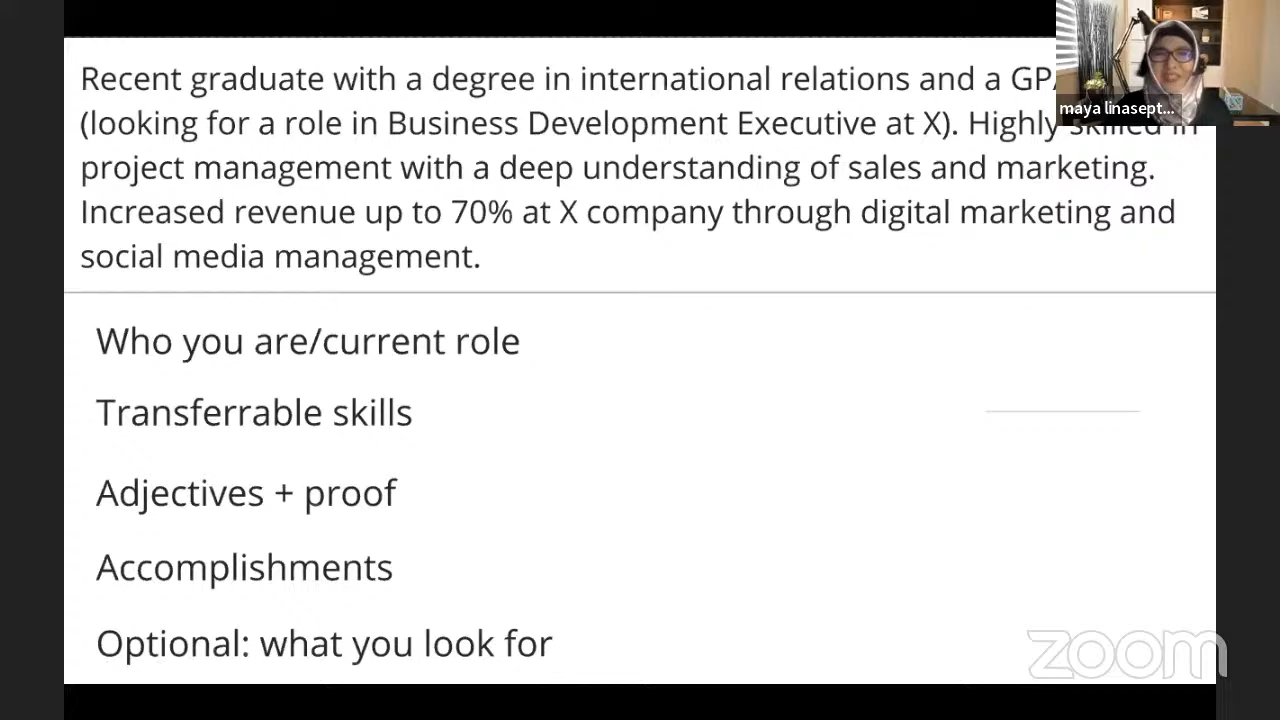 Recent graduate with a degree in international relations and a
(looking for a role in Business Development Executive at X). Highly skilled in
project management with a deep understanding of sales and marketing.
Increased revenue up to 70% at X company through digital marketing and
social media management.
maya linasept...
Who you are/current role
Transferrable skills
Adjectives + proof
Accomplishments
Optional: what you look for
zoom